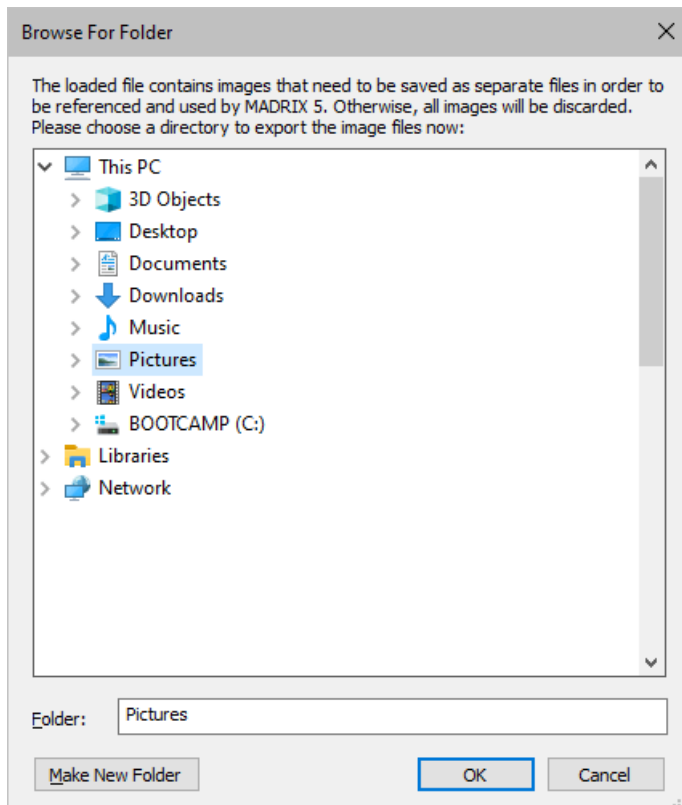 Browse For Folder
The loaded file contains images that need to be saved as separate files in order to
be referenced and used by MADRIX 5. Otherwise, all images will be discarded.
Please choose a directory to export the image files now:
This PC
3D Objects
Desktop
Documents
Downloads
Music
Pictures
Videos
BOOTCAMP (C:)
Libraries
Network
Folder: Pictures
Make New Folder OK Cancel